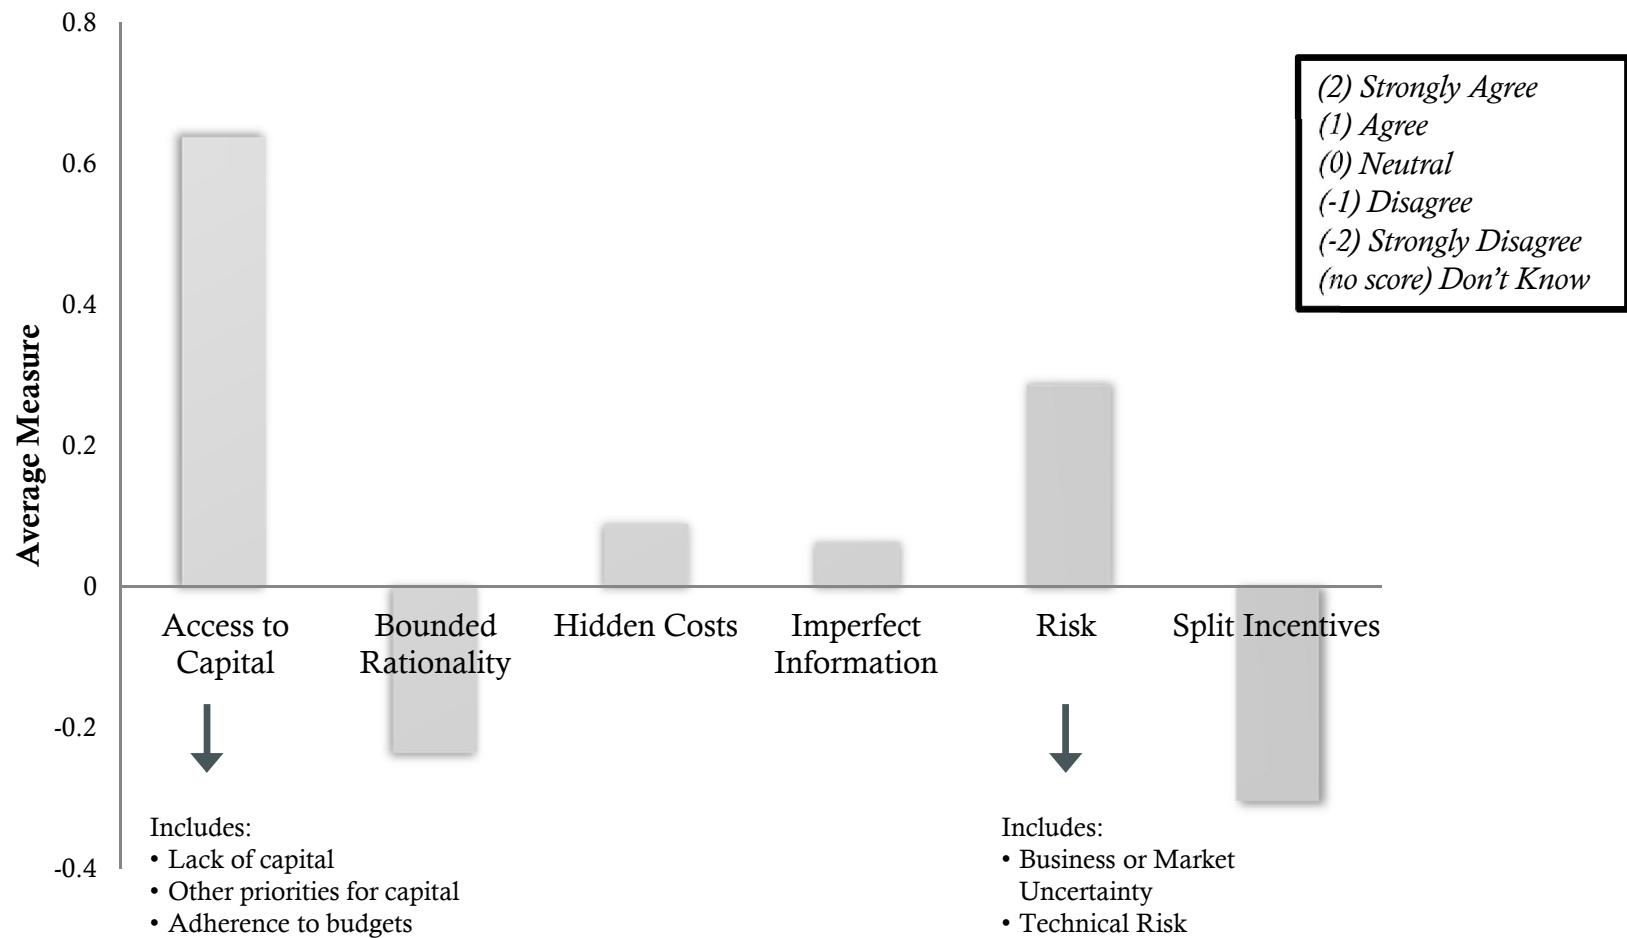 0.8
0.6
0.4
0.2
0
-0.2
-0.4
Average Measure
(2) Strongly Agree
(1) Agree
(0) Neutral
(-1) Disagree
(-2) Strongly Disagree
(no score) Don’t Know
Access to
Capital
Bounded
Rationality
Hidden Costs
Imperfect
Information
Risk
Split Incentives
Includes:
• Lack of capital
• Other priorities for capital
• Adherence to budgets
Includes:
• Business or Market
Uncertainty
• Technical Risk